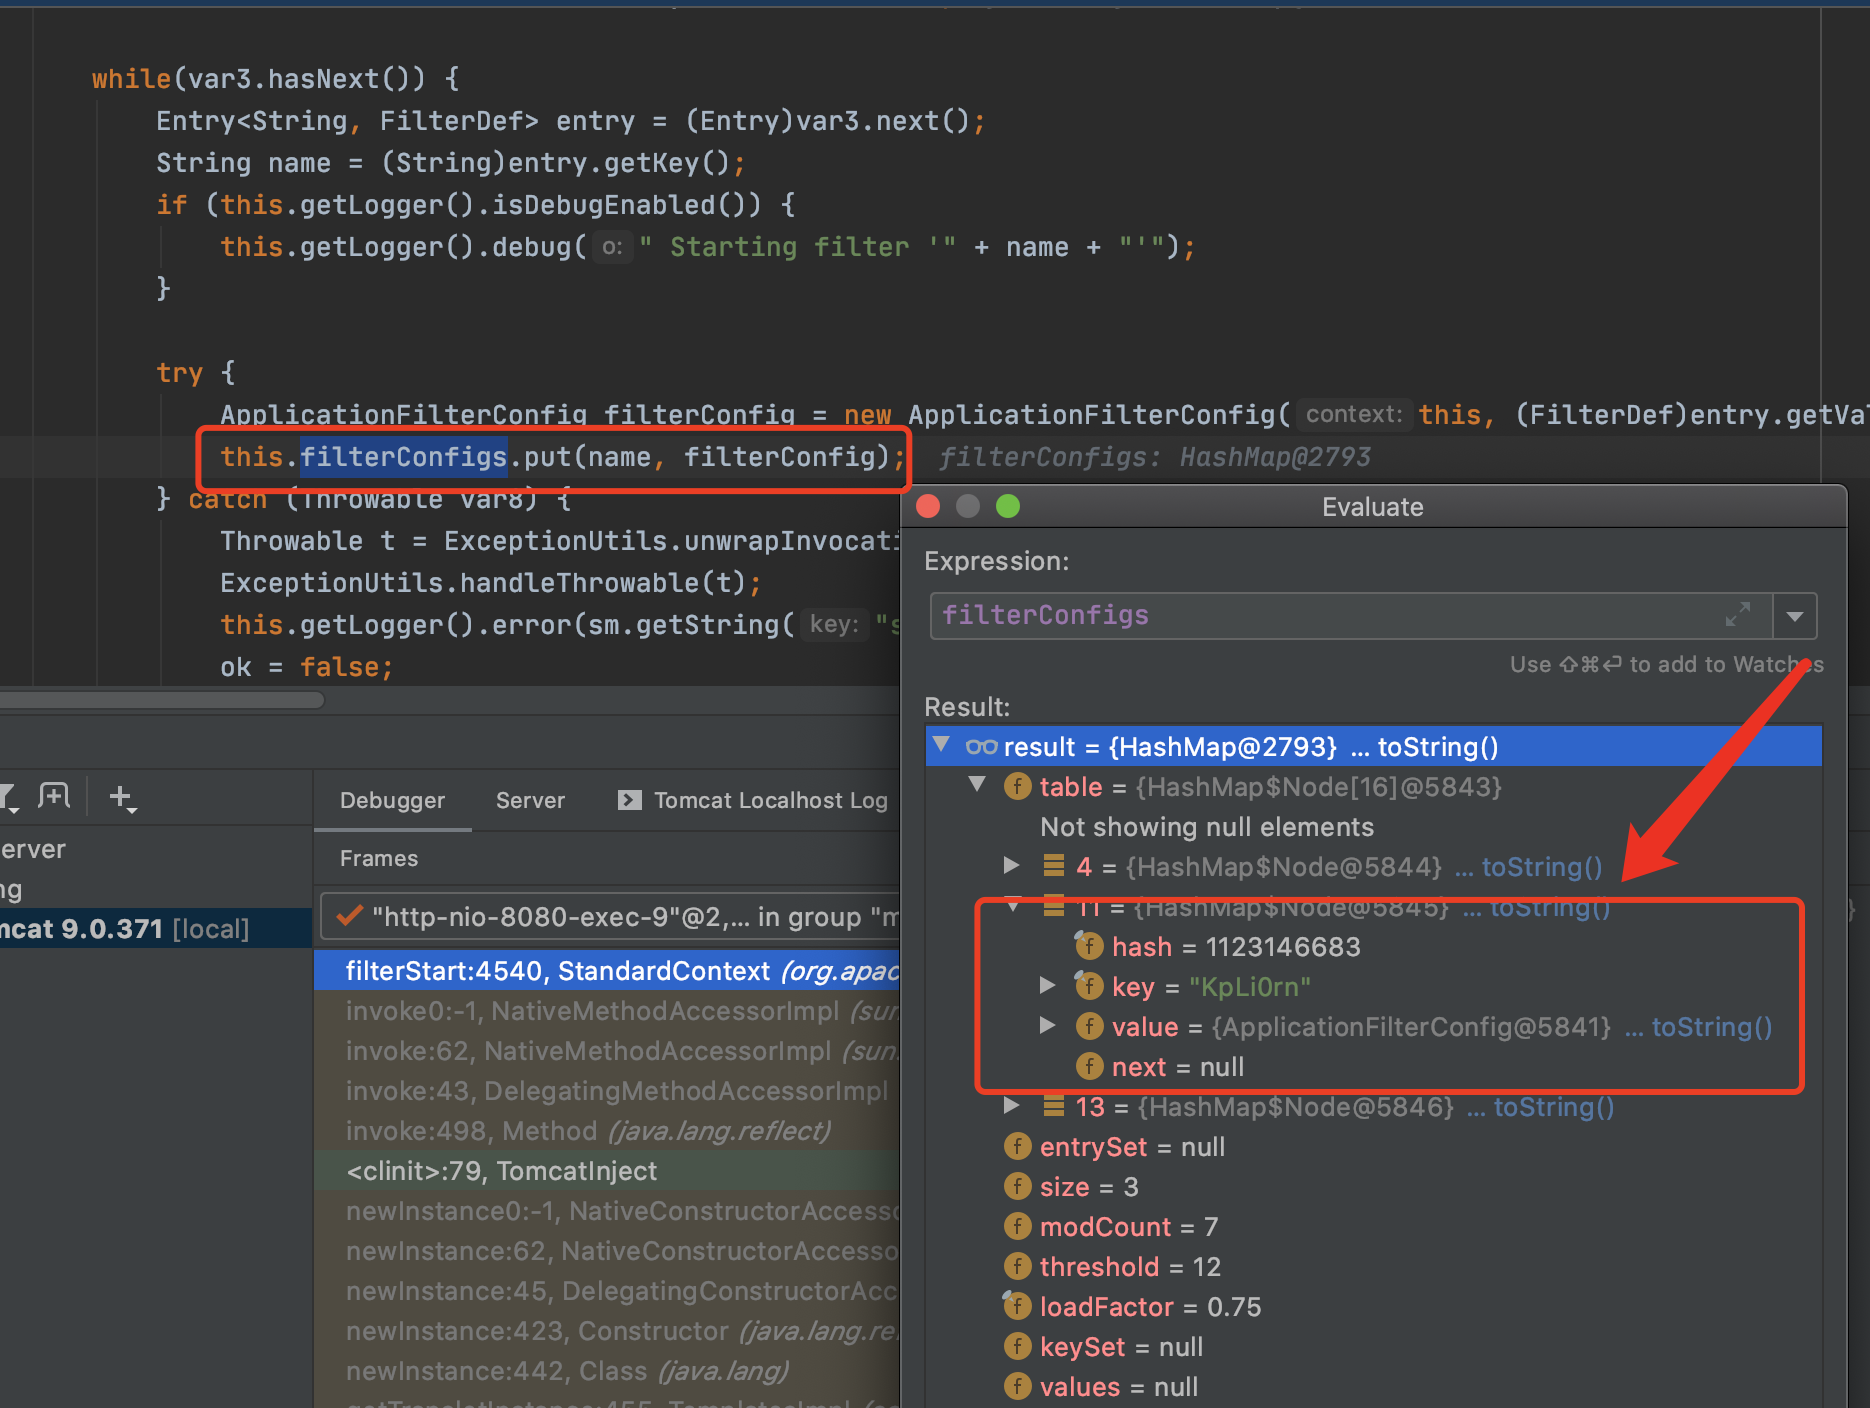 while(var3.hasNext()) {
Entry<String, FilterDef> entry = (Entry)var3.next();
String name = (String)entry.getKey();
if (this.getLogger().isDebugEnabled()) {
this.getLogger().debug( o: " Starting filter '" + name + "'");
}
try {
ApplicationFilterConfig filterConfig = new ApplicationFilterConfig( context: this, (FilterDef)entry.getVal
this.filterConfigs.put(name, filterConfig); filterConfigs: HashMap@2793
} catch (Throwable var8) {
Throwable t = ExceptionUtils.unwrapInvocati
ExceptionUtils.handleThrowable(t);
this.getLogger().error(sm.getString( key: "s
ok = false;
Evaluate
Expression:
filterConfigs
Use ⇧⌘⏎ to add to Watches
Result:
result = {HashMap@2793} ... toString()
table = {HashMap$Node[16]@5843}
Not showing null elements
4 = {HashMap$Node@5844} ... toString()
11 = {HashMap$Node@5845} ... toString()
hash = 1123146683
key = "KpLi0rn"
value = {ApplicationFilterConfig@5841} ... toString()
next = null
13 = {HashMap$Node@5846} ... toString()
entrySet = null
size = 3
modCount = 7
threshold = 12
loadFactor = 0.75
keySet = null
values = null
erver
ng
mcat 9.0.371 [local]
Debugger Server Tomcat Localhost Log
Frames
"http-nio-8080-exec-9"@2,... in group "m
filterStart:4540, StandardContext (org.apac
invoke0:-1, NativeMethodAccessorImpl (sun.
invoke:62, NativeMethodAccessorImpl (sun.
invoke:43, DelegatingMethodAccessorImpl
invoke:498, Method (java.lang.reflect)
<clinit>:79, TomcatInject
newInstance0:-1, NativeConstructorAccesso
newInstance:62, NativeConstructorAccesso
newInstance:45, DelegatingConstructorAcc
newInstance:423, Constructor (java.lang.re
newInstance:442, Class (java.lang)